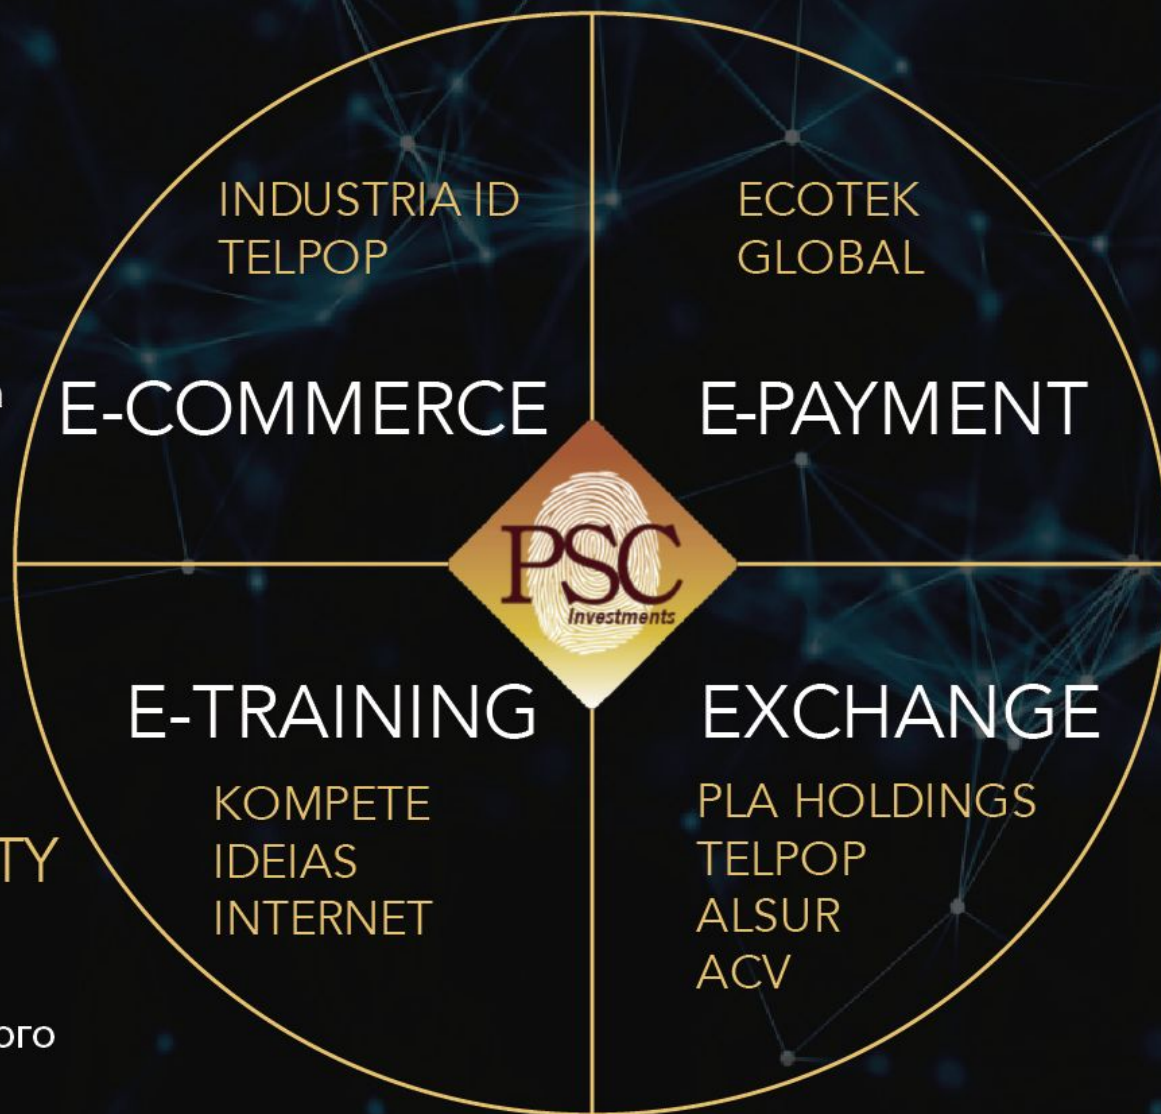 INDUSTRIA ID
TELPOP
E-COMMERCE
ECOTEK
GLOBAL
E-PAYMENT
PSC
Investments
E-TRAINING
KOMPETE
IDEIAS
INTERNET
EXCHANGE
PLA HOLDINGS
TELPOP
ALSUR
ACV
TY
ого